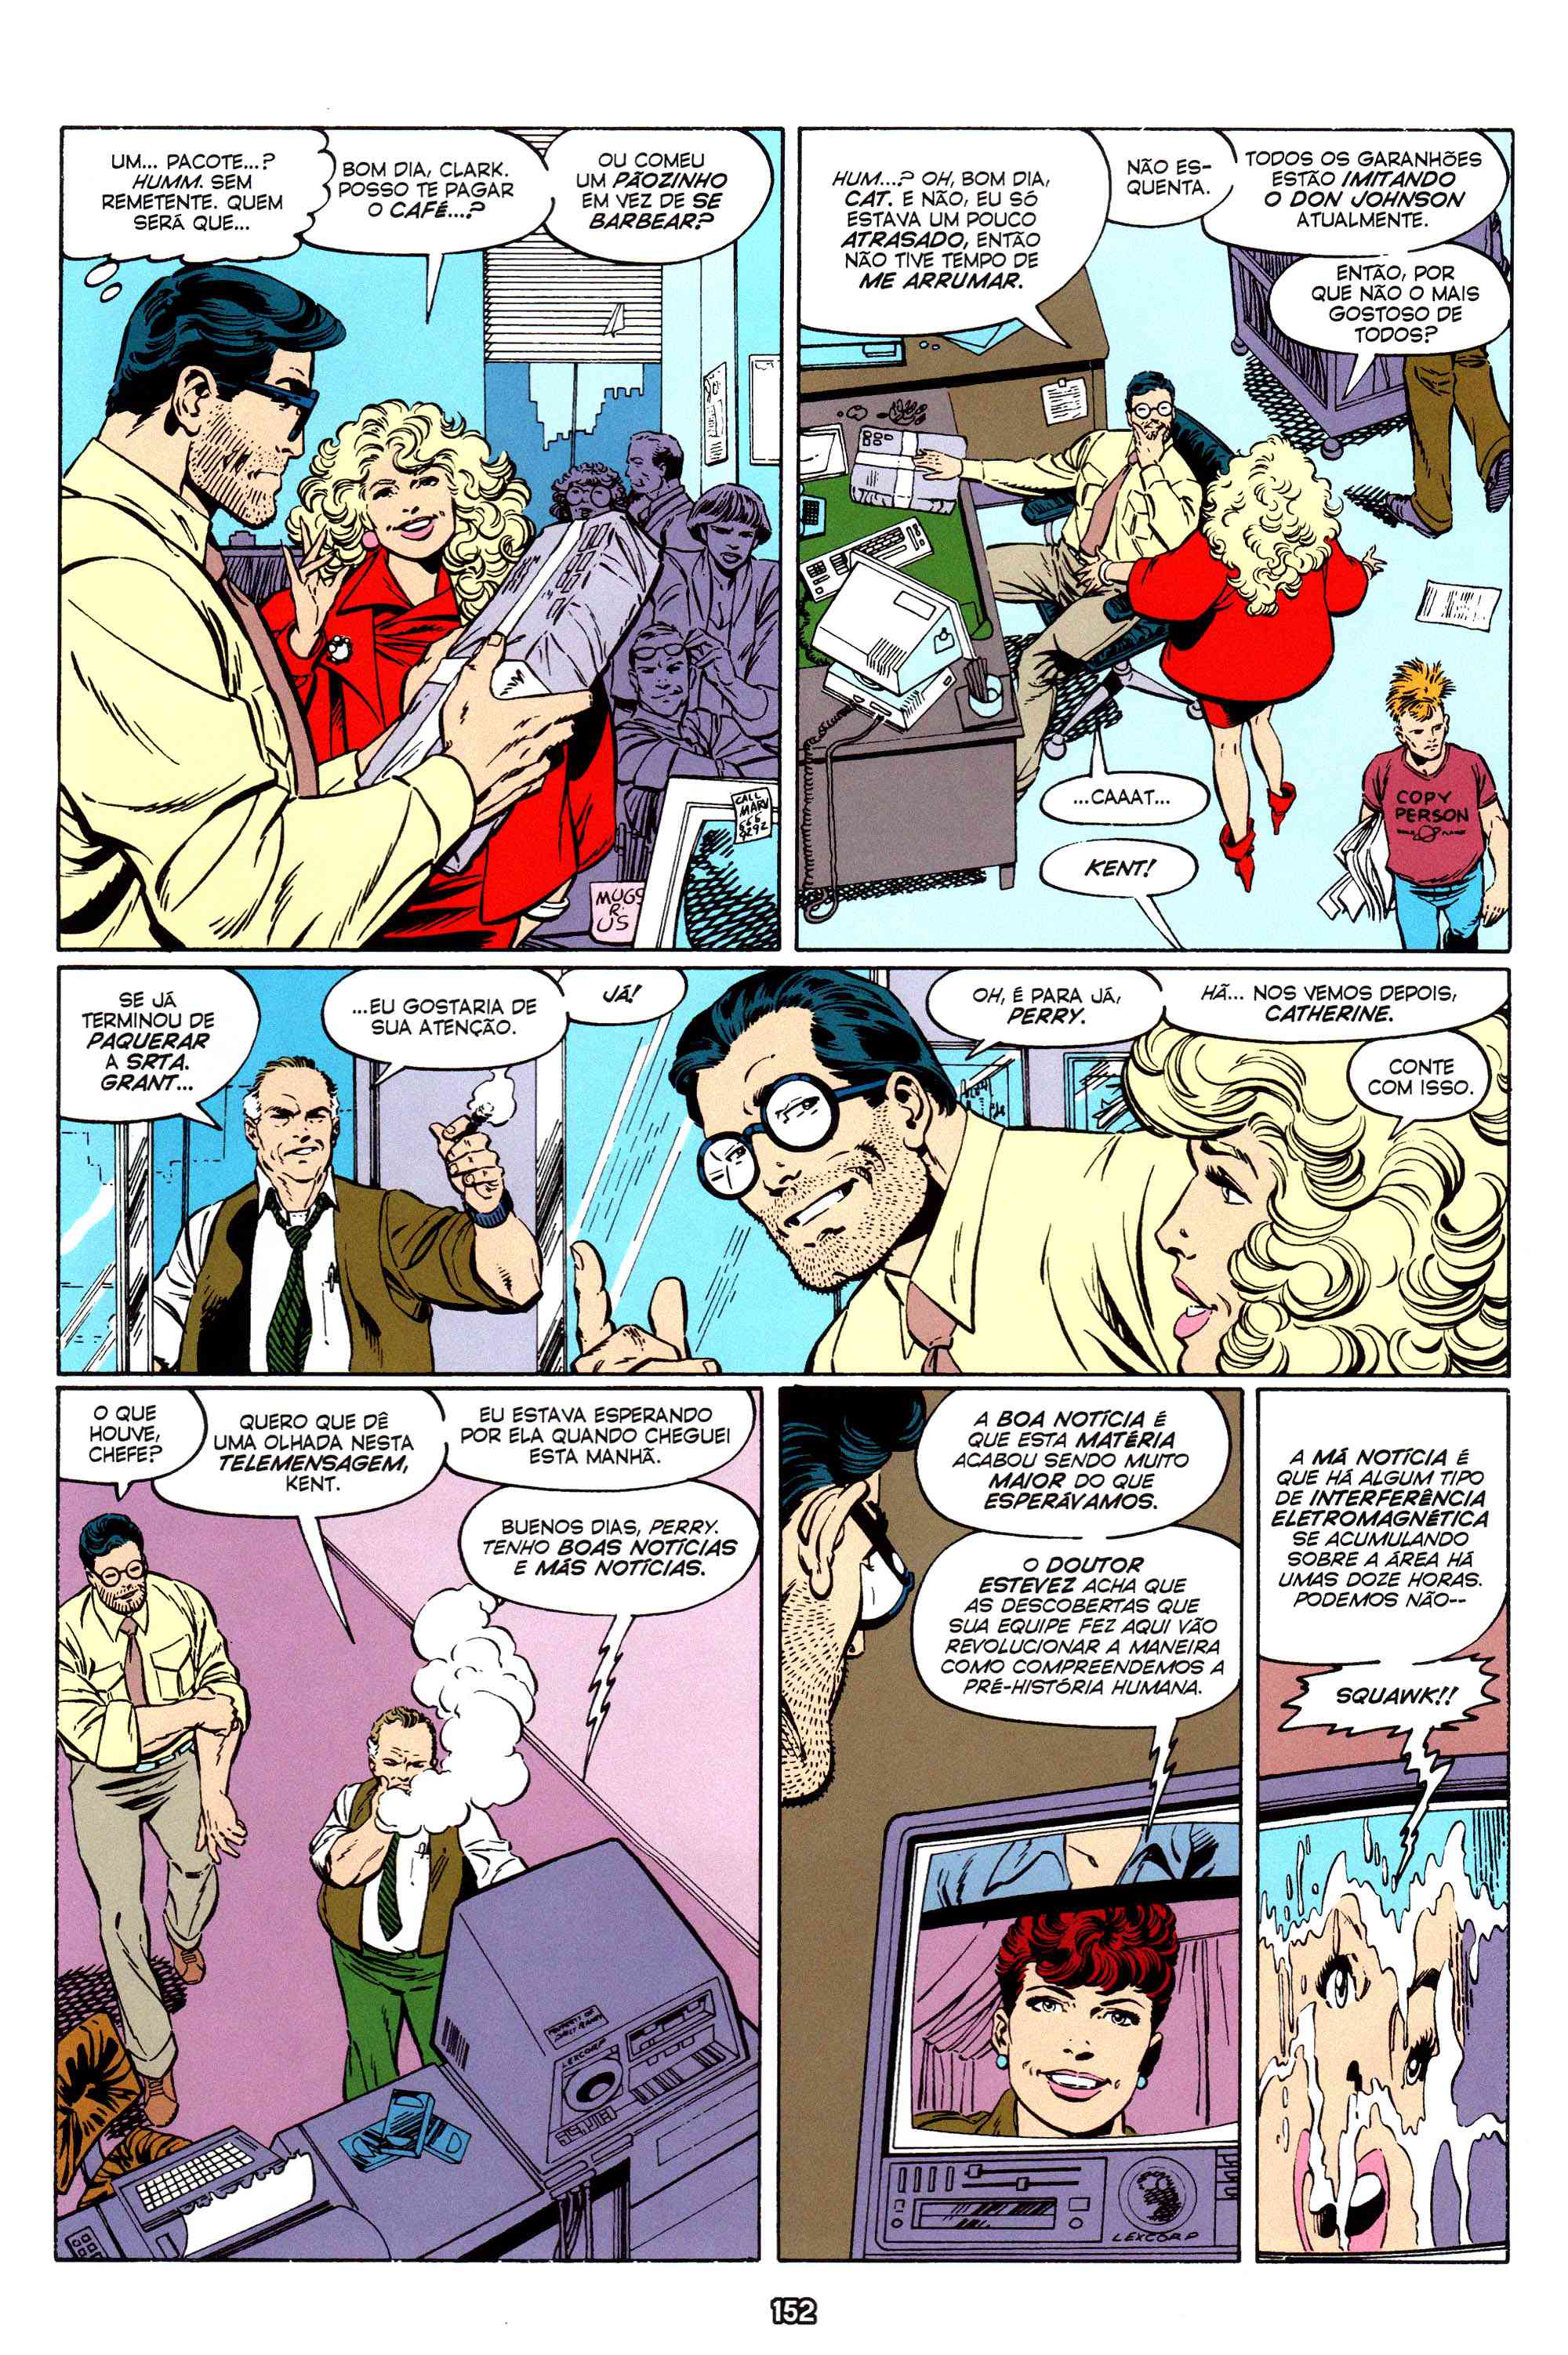 UM... PACOTE...?
HUMM. SEM
REMETENTE. QUEM
SERÁ QUE...
BOM DIA, CLARK.
POSSO TE PAGAR
O CAFÉ...?
OU COMEU
UM PÃOZINHO
EM VEZ DE SE
BARBEAR?
CALL
MARV
555
9292
MUGS
R
US
HUM...? OH, BOM DIA,
CAT. E NÃO, EU SÓ
ESTAVA UM POUCO
ATRASADO, ENTÃO
NÃO TIVE TEMPO DE
ME ARRUMAR.
NÃO ES-
QUENTA.
TODOS OS GARANHÕES
ESTÃO IMITANDO
O DON JOHNSON
ATUALMENTE.
ENTÃO, POR
QUE NÃO O MAIS
GOSTOSO DE
TODOS?
...CAAAT...
KENT!
COPY
PERSON
SE JÁ
TERMINOU DE
PAQUERAR
A SRTA.
GRANT...
...EU GOSTARIA DE
SUA ATENÇÃO.
JÁ!
OH, É PARA JÁ,
PERRY.
HÃ... NOS VEMOS DEPOIS,
CATHERINE.
CONTE
COM ISSO.
O QUE
HOUVE,
CHEFE?
QUERO QUE DÊ
UMA OLHADA NESTA
TELEMENSAGEM,
KENT.
EU ESTAVA ESPERANDO
POR ELA QUANDO CHEGUEI
ESTA MANHÃ.
BUENOS DIAS, PERRY.
TENHO BOAS NOTÍCIAS
E MÁS NOTÍCIAS.
PROPERTY OF
DAILY PLANET
LEXCORP
A BOA NOTÍCIA É
QUE ESTA MATÉRIA
ACABOU SENDO MUITO
MAIOR DO QUE
ESPERÁVAMOS.
O DOUTOR
ESTEVEZ ACHA QUE
AS DESCOBERTAS QUE
SUA EQUIPE FEZ AQUI VÃO
REVOLUCIONAR A MANEIRA
COMO COMPREENDEMOS A
PRÉ-HISTÓRIA HUMANA.
LEXCORP
A MÁ NOTÍCIA É
QUE HÁ ALGUM TIPO
DE INTERFERÊNCIA
ELETROMAGNÉTICA
SE ACUMULANDO
SOBRE A ÁREA HÁ
UMAS DOZE HORAS.
PODEMOS NÃO--
SQUAWK!!
152